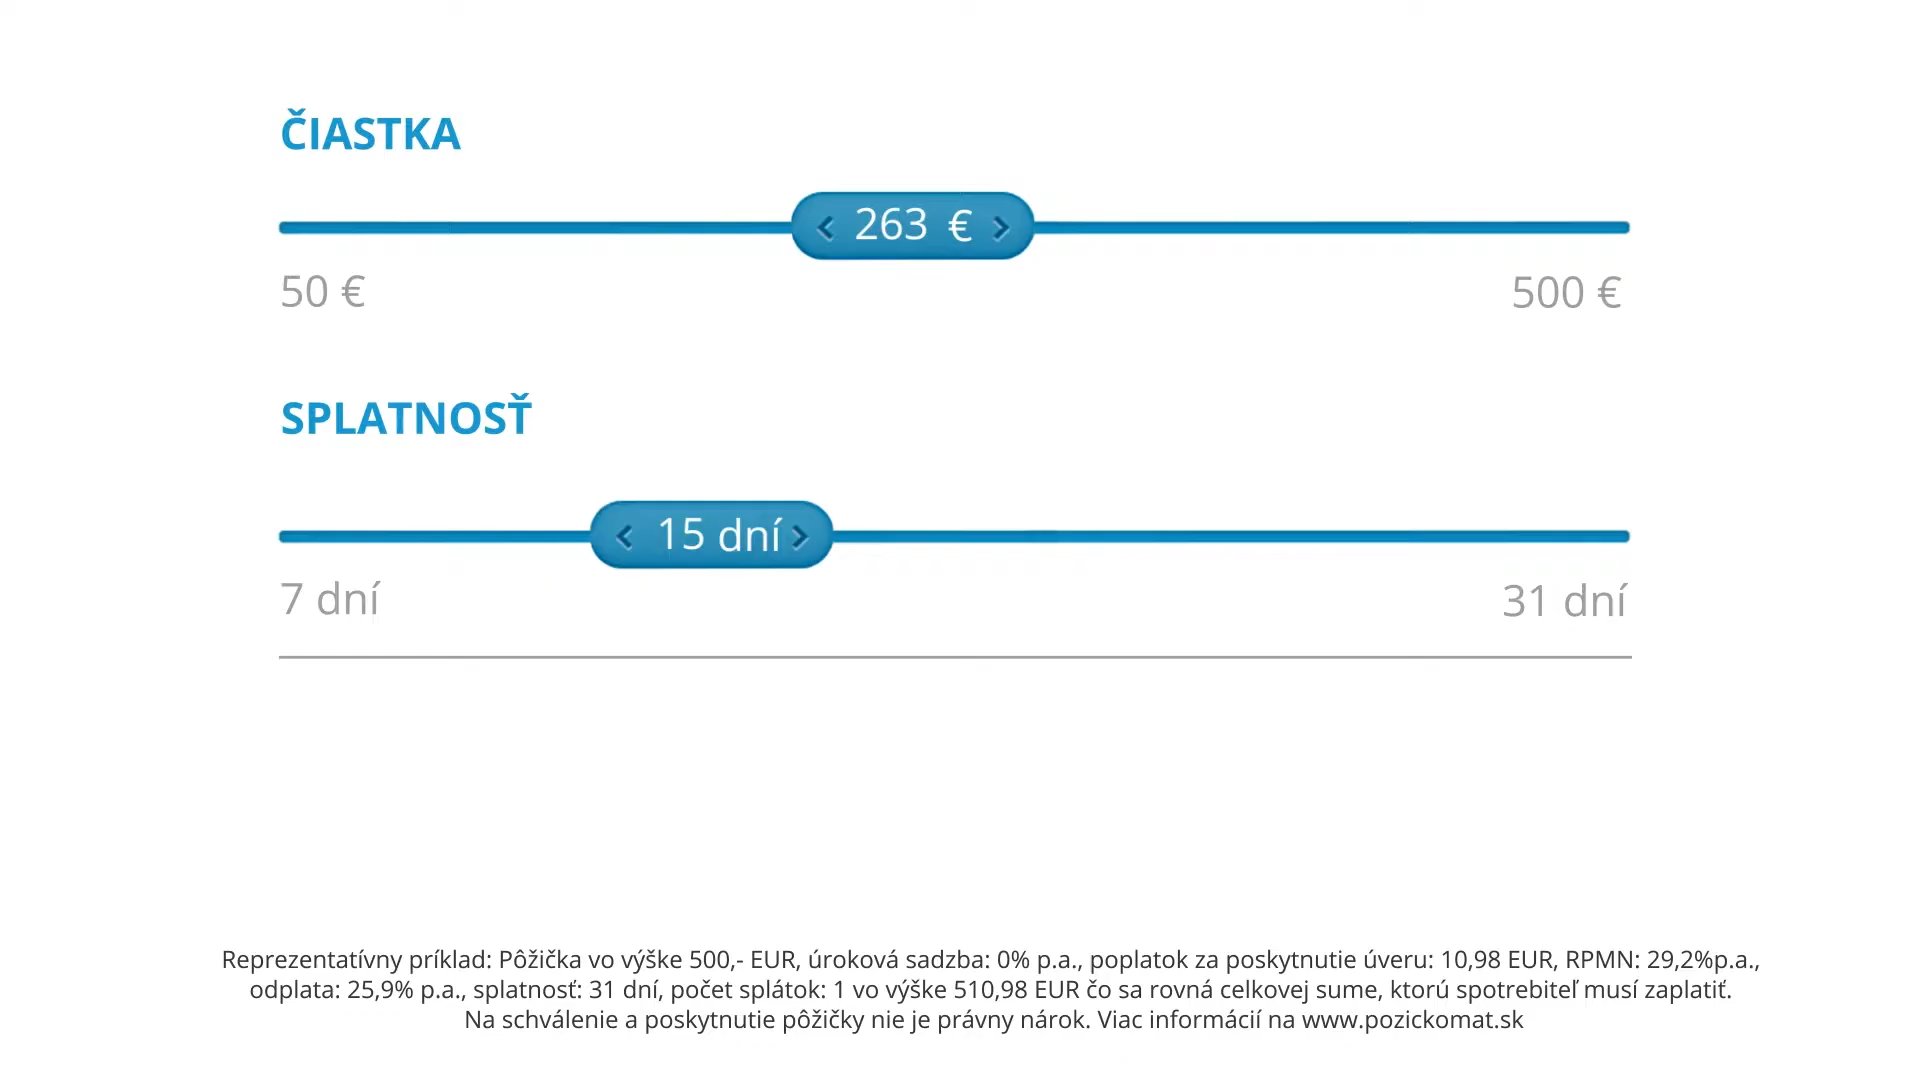 ČIASTKA
263 €
50 €
500 €
SPLATNOSŤ
15 dní
7 dní
31 dní
Reprezentatívny príklad: Pôžička vo výške 500,- EUR, úroková sadzba: 0% p.a., poplatok za poskytnutie úveru: 10,98 EUR, RPMN: 29,2%p.a.,
odplata: 25,9% p.a., splatnosť: 31 dní, počet splátok: 1 vo výške 510,98 EUR čo sa rovná celkovej sume, ktorú spotrebiteľ musí zaplatiť.
Na schválenie a poskytnutie pôžičky nie je právny nárok. Viac informácií na www.pozickomat.sk